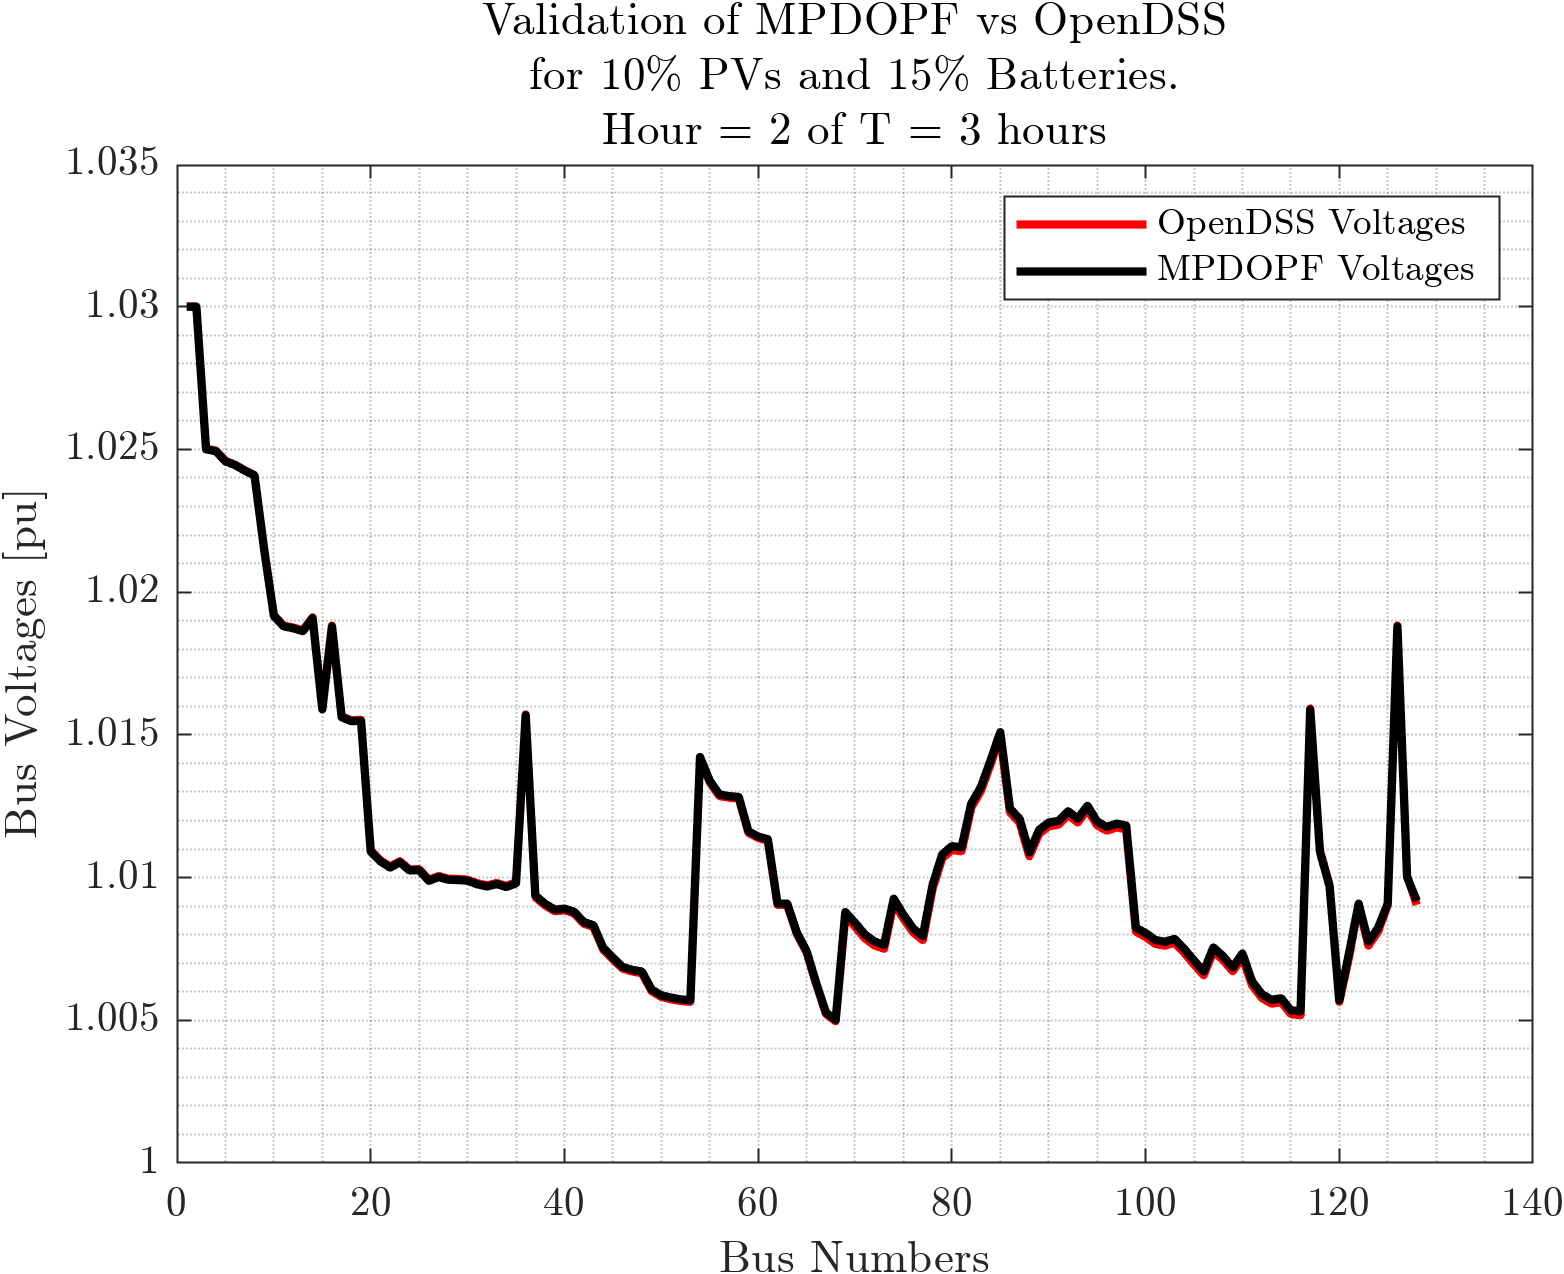 Validation of MPDOPF vs OpenDSS
for 10% PVs and 15% Batteries.
Hour = 2 of T = 3 hours
OpenDSS Voltages
MPDOPF Voltages
Bus Voltages [pu]
1.035
1.03
1.025
1.02
1.015
1.01
1.005
1
0 20 40 60 80 100 120 140
Bus Numbers